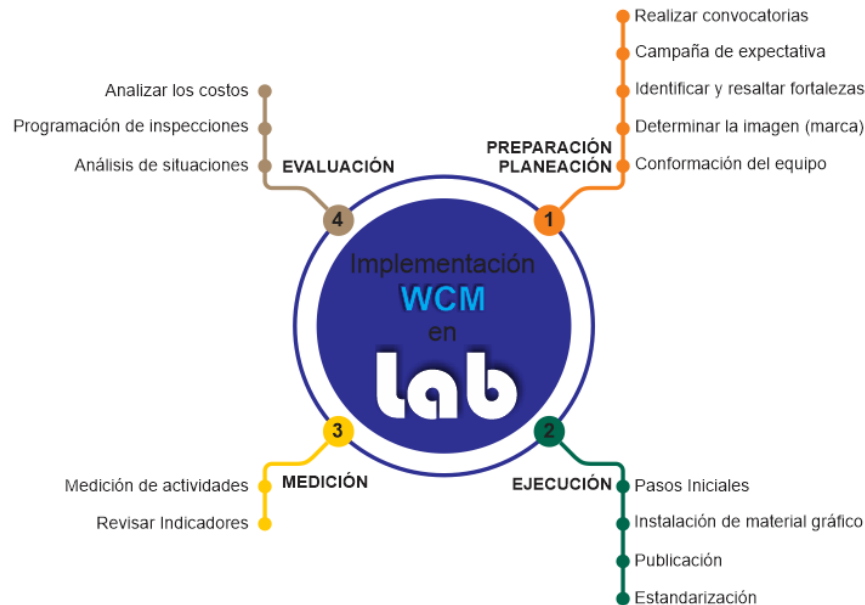 Realizar convocatorias
Campaña de expectativa
Identificar y resaltar fortalezas
Determinar la imagen (marca)
Conformación del equipo
PREPARACIÓN
PLANEACIÓN
1
Analizar los costos
Programación de inspecciones
Análisis de situaciones
EVALUACIÓN
4
Implementación
WCM
en
Lab
3
MEDICIÓN
Medición de actividades
Revisar Indicadores
2
EJECUCIÓN
Pasos Iniciales
Instalación de material gráfico
Publicación
Estandarización